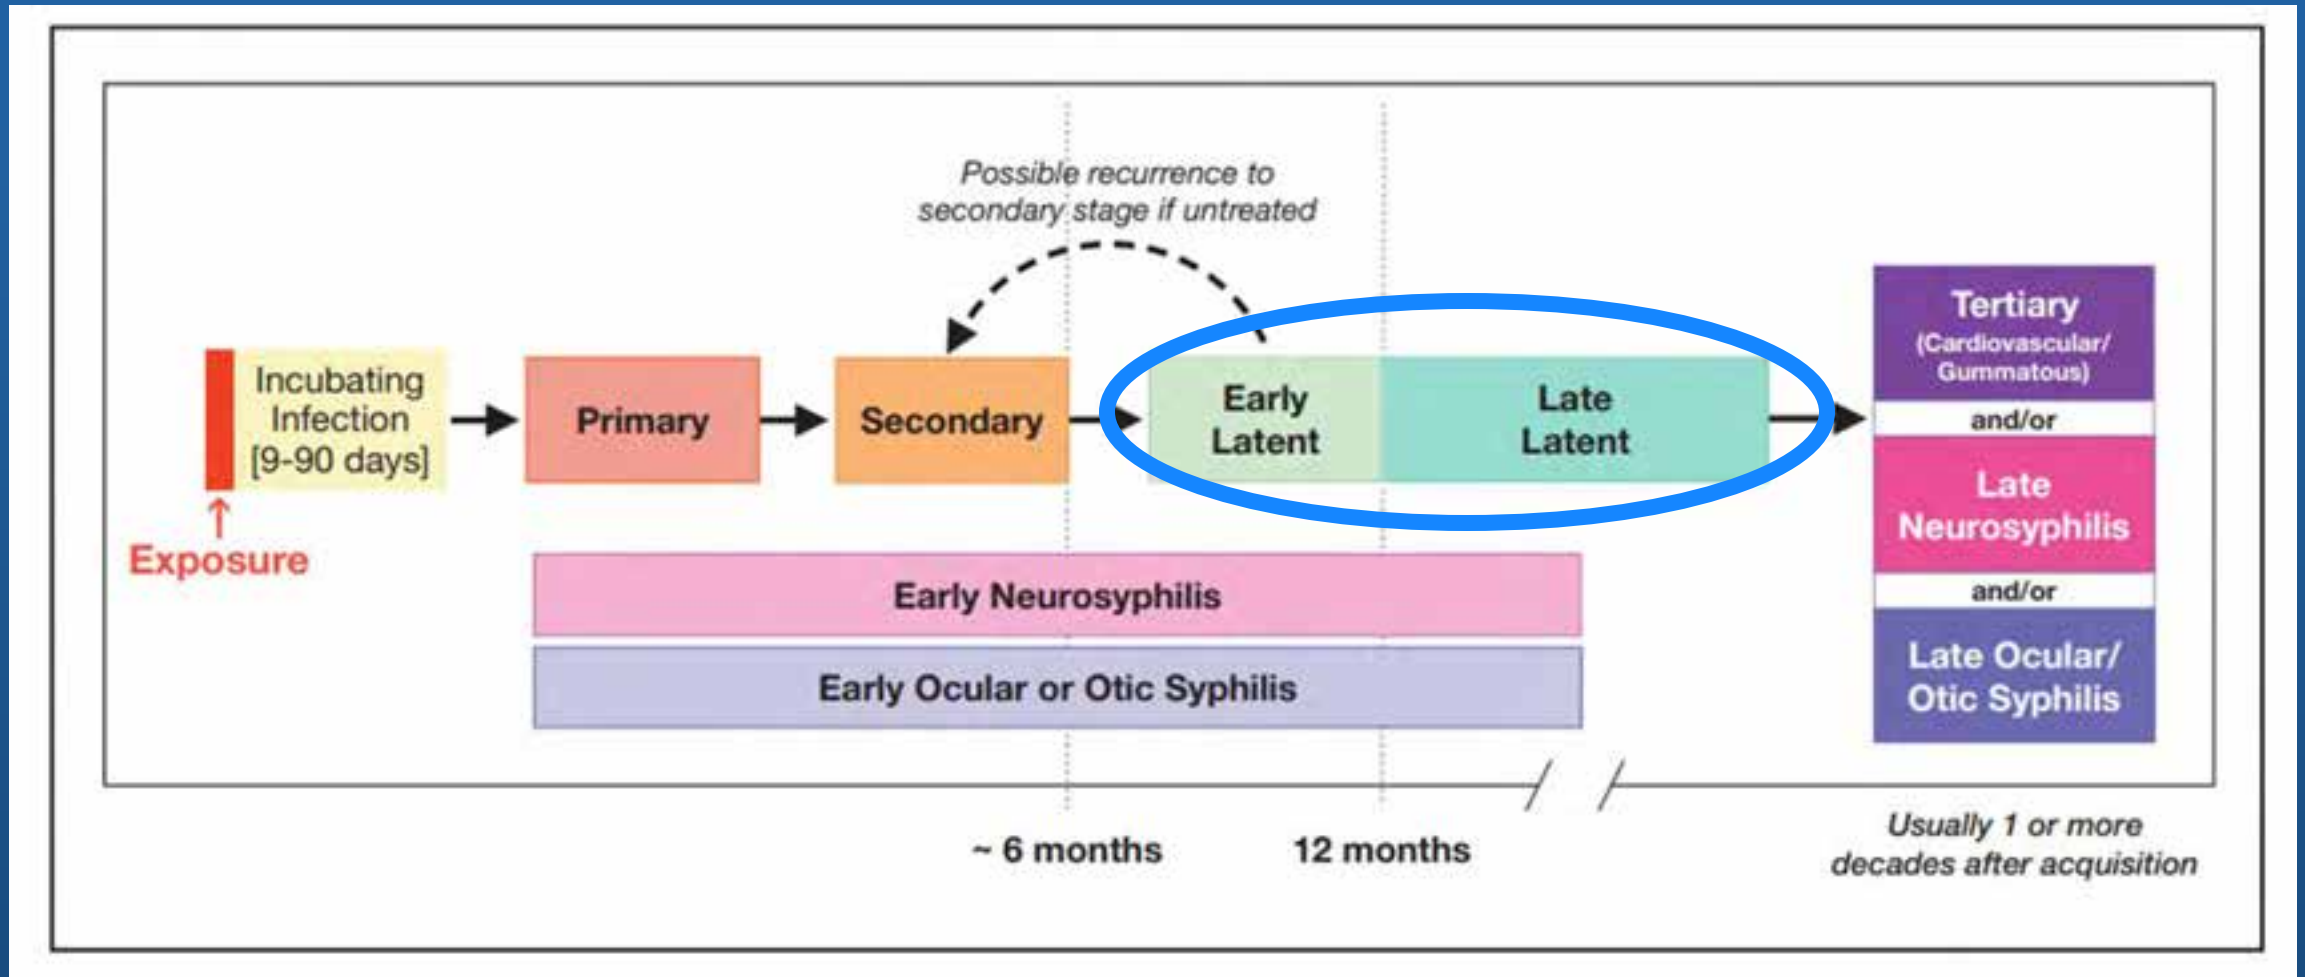 Possible recurrence to
secondary stage if untreated
Incubating
Infection
[9-90 days]
Exposure
Primary
Secondary
Early
Latent
Late
Latent
Tertiary
(Cardiovascular/
Gummatous)
and/or
Late
Neurosyphilis
and/or
Late Ocular/
Otic Syphilis
Early Neurosyphilis
Early Ocular or Otic Syphilis
~ 6 months
12 months
Usually 1 or more
decades after acquisition